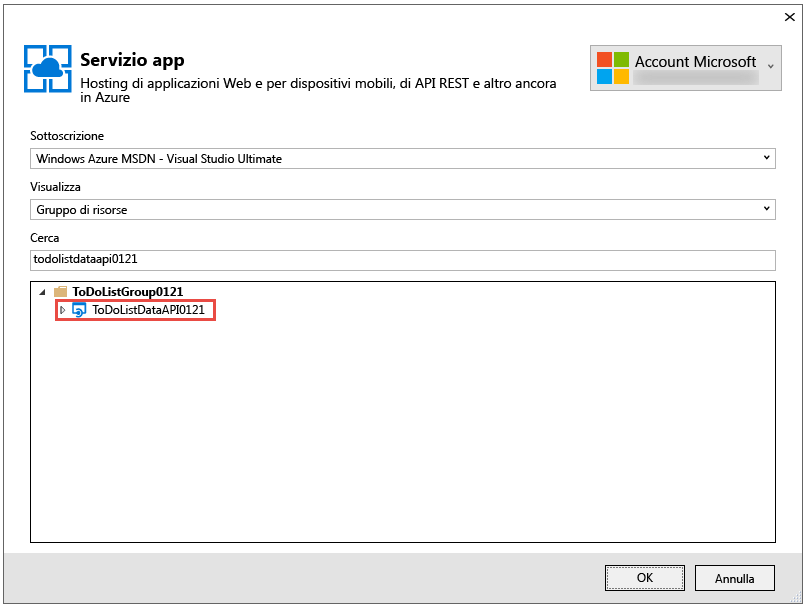 Servizio app
Hosting di applicazioni Web e per dispositivi mobili, di API REST e altro ancora
in Azure
Account Microsoft
Sottoscrizione
Windows Azure MSDN - Visual Studio Ultimate
Visualizza
Gruppo di risorse
Cerca
todolistdataapi0121
ToDoListGroup0121
ToDoListDataAPI0121
OK
Annulla